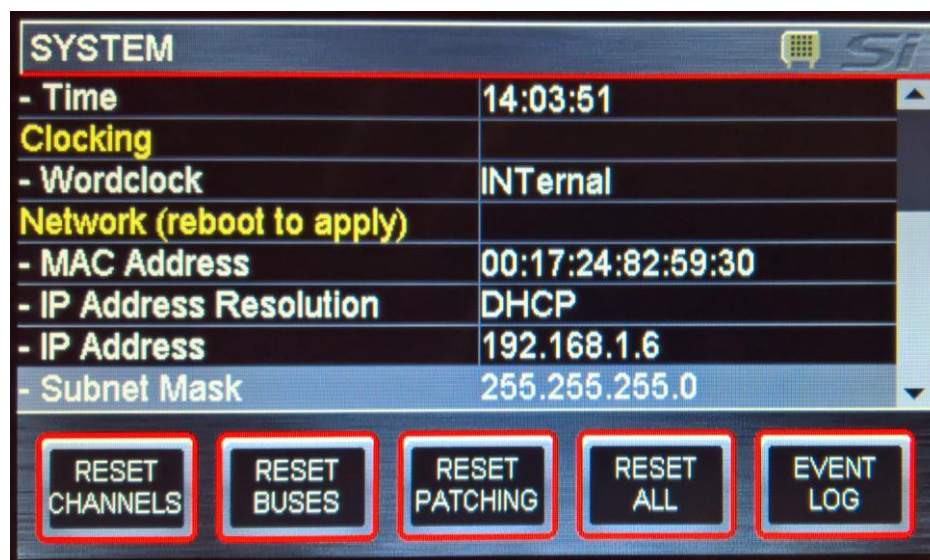 SYSTEM
Si
- Time 14:03:51
Clocking
- Wordclock INTernal
Network (reboot to apply)
- MAC Address 00:17:24:82:59:30
- IP Address Resolution DHCP
- IP Address 192.168.1.6
- Subnet Mask 255.255.255.0
RESET CHANNELS
RESET BUSES
RESET PATCHING
RESET ALL
EVENT LOG